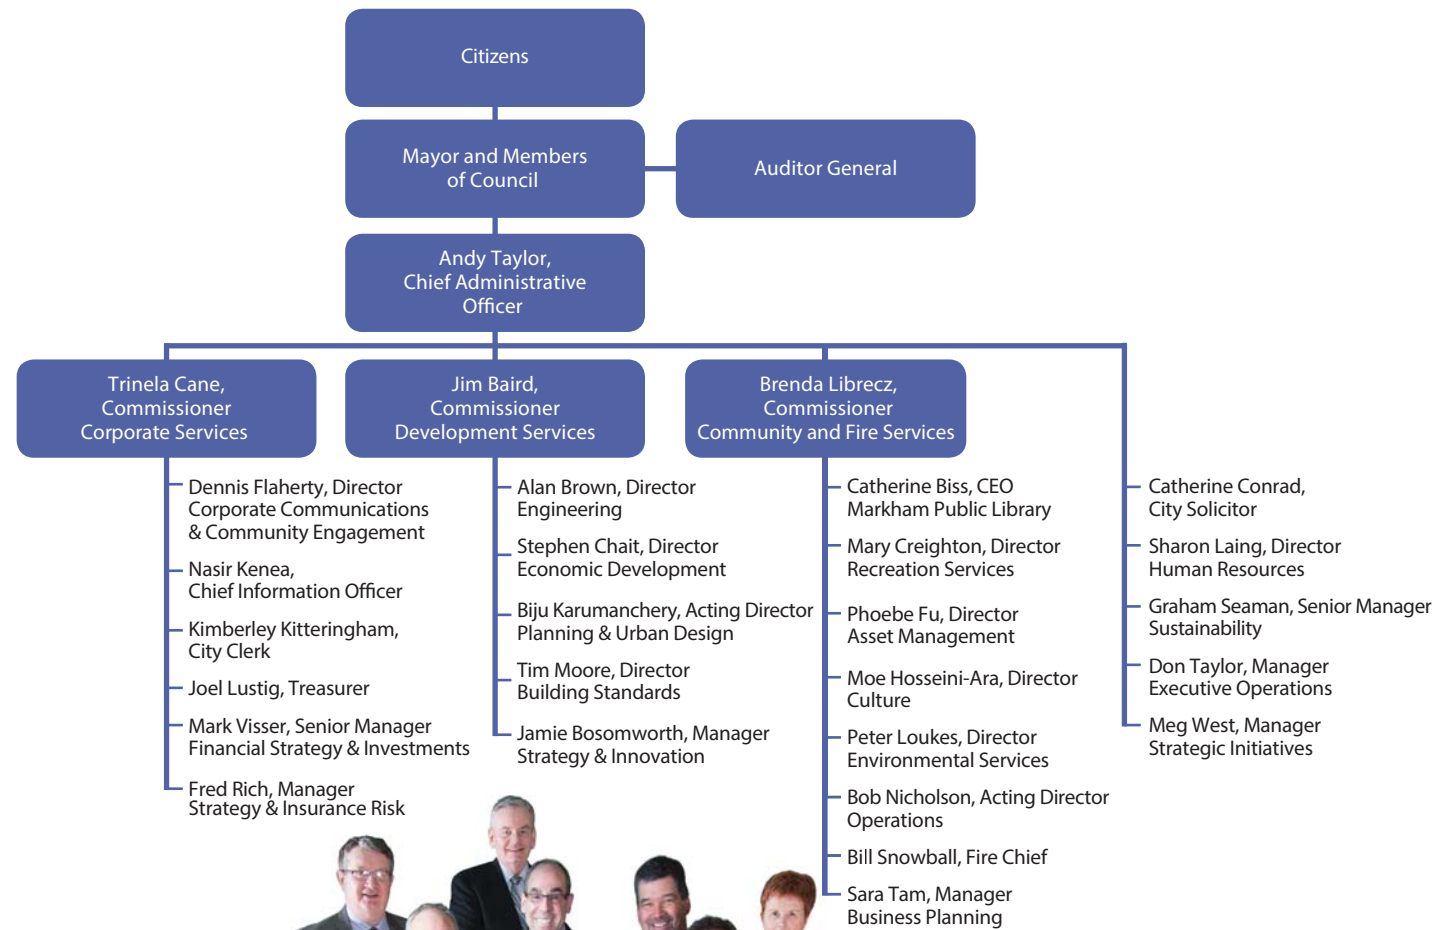 Citizens
Mayor and Members
of Council
Auditor General
Andy Taylor,
Chief Administrative
Officer
Trinela Cane,
Commissioner
Corporate Services
Jim Baird,
Commissioner
Development Services
Brenda Librecz,
Commissioner
Community and Fire Services
Dennis Flaherty, Director
Corporate Communications
& Community Engagement
Nasir Kenea,
Chief Information Officer
Kimberley Kitteringham,
City Clerk
Joel Lustig, Treasurer
Mark Visser, Senior Manager
Financial Strategy & Investments
Fred Rich, Manager
Strategy & Insurance Risk
Alan Brown, Director
Engineering
Stephen Chait, Director
Economic Development
Biju Karumanchery, Acting Director
Planning & Urban Design
Tim Moore, Director
Building Standards
Jamie Bosomworth, Manager
Strategy & Innovation
Catherine Biss, CEO
Markham Public Library
Mary Creighton, Director
Recreation Services
Phoebe Fu, Director
Asset Management
Moe Hosseini-Ara, Director
Culture
Peter Loukes, Director
Environmental Services
Bob Nicholson, Acting Director
Operations
Bill Snowball, Fire Chief
Sara Tam, Manager
Business Planning
Catherine Conrad,
City Solicitor
Sharon Laing, Director
Human Resources
Graham Seaman, Senior Manager
Sustainability
Don Taylor, Manager
Executive Operations
Meg West, Manager
Strategic Initiatives